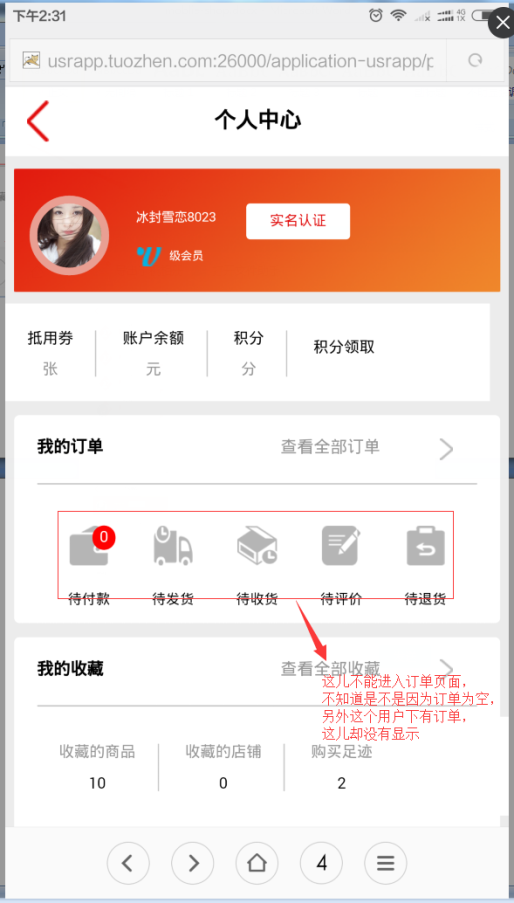 下午2:31
4G
1X
usrapp.tuozhen.com:26000/application-usrapp/p
个人中心
冰封雪恋8023
实名认证
级会员
抵用券 账户余额 积分 积分领取
张 元 分
我的订单 查看全部订单
0
待付款 待发货 待收货 待评价 待退货
我的收藏 查看全部收藏
这儿不能进入订单页面，
不知道是不是因为订单为空，
另外这个用户下有订单，
这儿却没有显示
收藏的商品 收藏的店铺 购买足迹
10 0 2
4